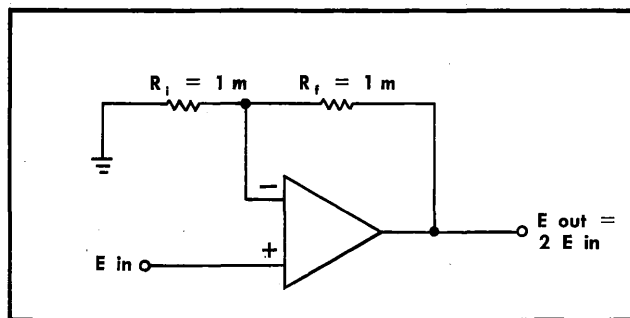 R i = 1 m
R f = 1 m
−
+
E in
E out =
2 E in